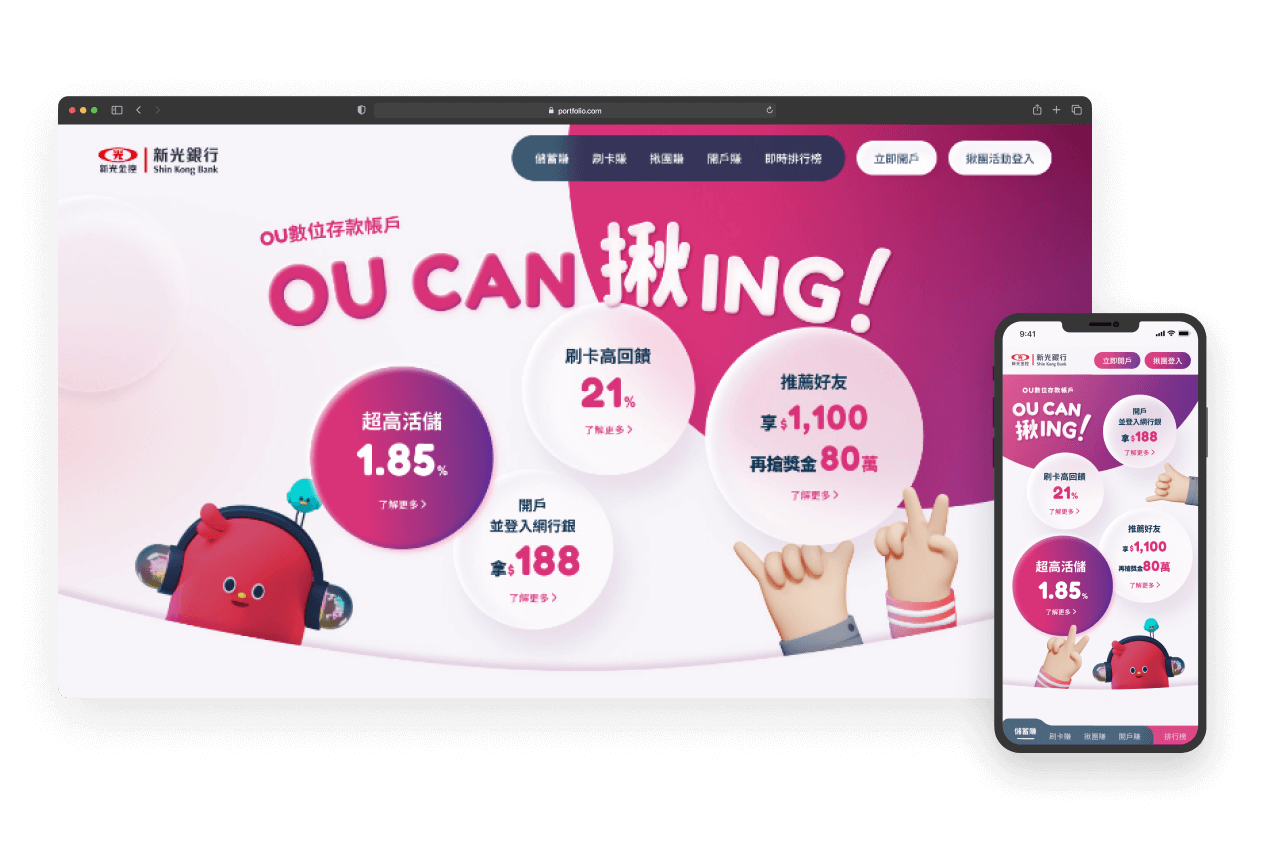 portfolio.com
光
新光金控
新光銀行
Shin Kong Bank
儲蓄賺 刷卡賺 揪團賺 開戶賺 即時排行榜
立即開戶
揪團活動登入
OU數位存款帳戶
OU CAN 揪ING!
刷卡高回饋
21%
了解更多
推薦好友
享$1,100
再搶獎金80萬
了解更多
超高活儲
1.85%
了解更多
開戶
並登入網行銀
拿$188
了解更多
9:41
光
新光金控
新光銀行
Shin Kong Bank
立即開戶
揪團登入
OU數位存款帳戶
OU CAN
揪ING!
開戶
並登入網行銀
拿$188
了解更多
刷卡高回饋
21%
了解更多
推薦好友
享$1,100
再搶獎金80萬
了解更多
超高活儲
1.85%
了解更多
儲蓄賺 刷卡賺 揪團賺 開戶賺 排行榜